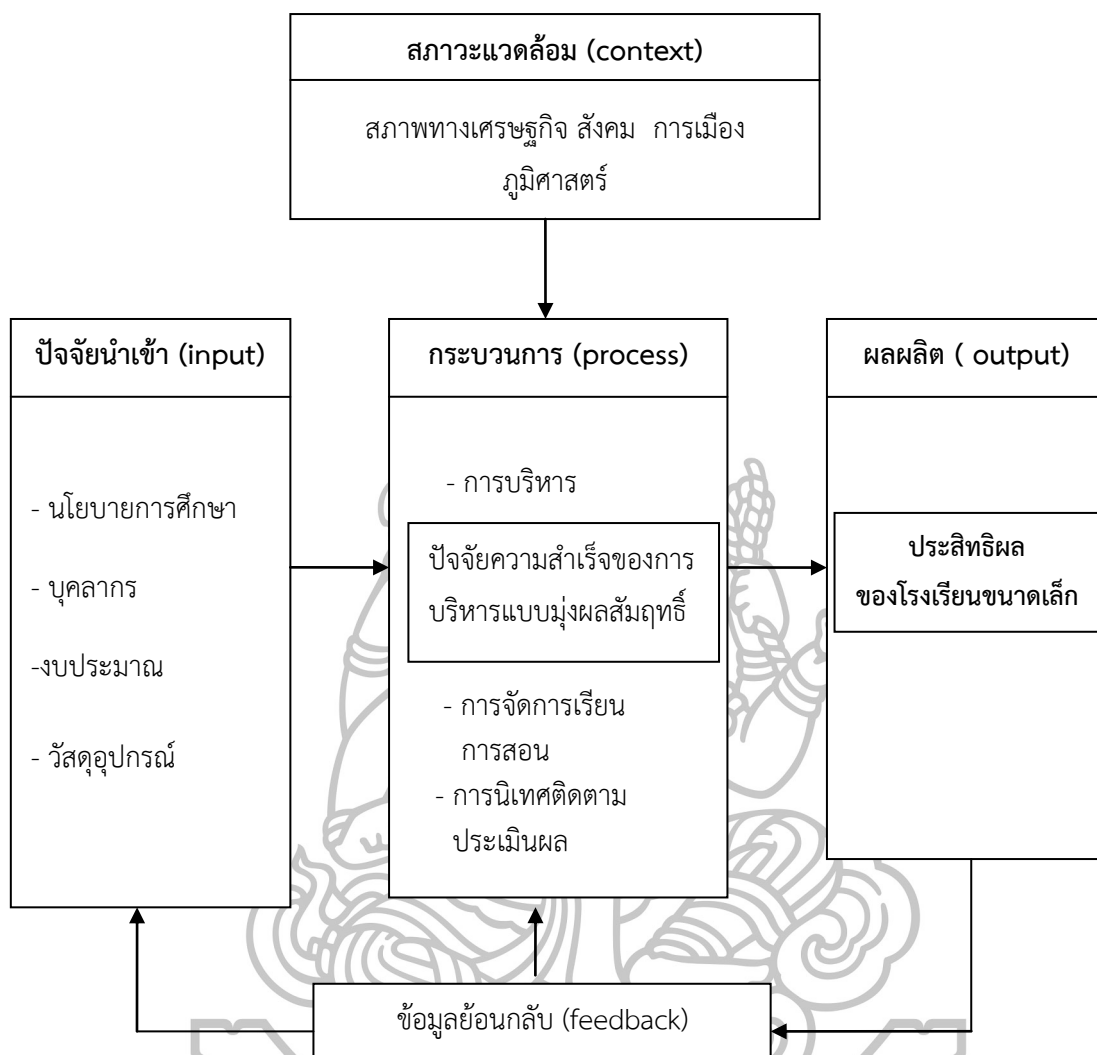 สภาวะแวดล้อม (context)
สภาพทางเศรษฐกิจ สังคม การเมือง
ภูมิศาสตร์
ปัจจัยนำเข้า (input)
- นโยบายการศึกษา
- บุคลากร
-งบประมาณ
- วัสดุอุปกรณ์
กระบวนการ (process)
- การบริหาร
ปัจจัยความสำเร็จของการ
บริหารแบบมุ่งผลสัมฤทธิ์
- การจัดการเรียน
การสอน
- การนิเทศติดตาม
ประเมินผล
ผลผลิต ( output)
ประสิทธิผล
ของโรงเรียนขนาดเล็ก
ข้อมูลย้อนกลับ (feedback)